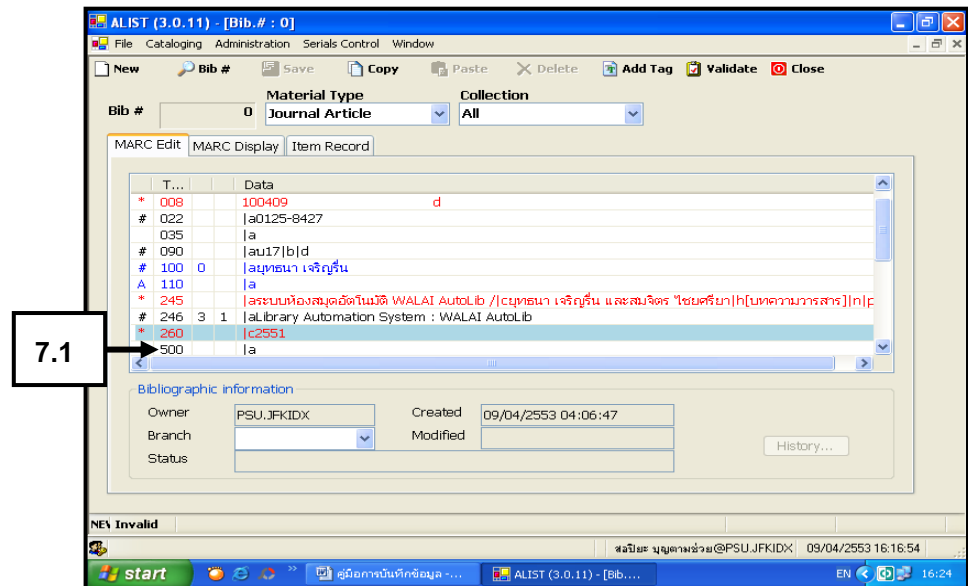 ALIST (3.0.11) - [Bib.# : 0]
File Cataloging Administration Serials Control Window
New Bib # Save Copy Paste Delete Add Tag Validate Close
Material Type Collection
Bib # 0 Journal Article All
MARC Edit MARC Display Item Record
T... Data
* 008 100409 d
# 022 |a0125-8427
035 |a
# 090 |au17|b|d
# 100 0 |aยุทธนา เจริญรื่น
A 110 |a
* 245 |aระบบห้องสมุดอัตโนมัติ WALAI AutoLib /|cยุทธนา เจริญรื่น และสมจิตร ไชยศรียา|h[บทความวารสาร]|n|p
# 246 3 1 |aLibrary Automation System : WALAI AutoLib
* 260 |c2551
7.1
500 |a
Bibliographic information
Owner PSU.JFKIDX Created 09/04/2553 04:06:47
Branch Modified
History...
Status
NEW Invalid
สลปิยะ บุญตามช่วย@PSU.JFKIDX 09/04/2553 16:16:54
start คู่มือการบันทึกข้อมูล -... ALIST (3.0.11) - [Bib.... EN 16:24